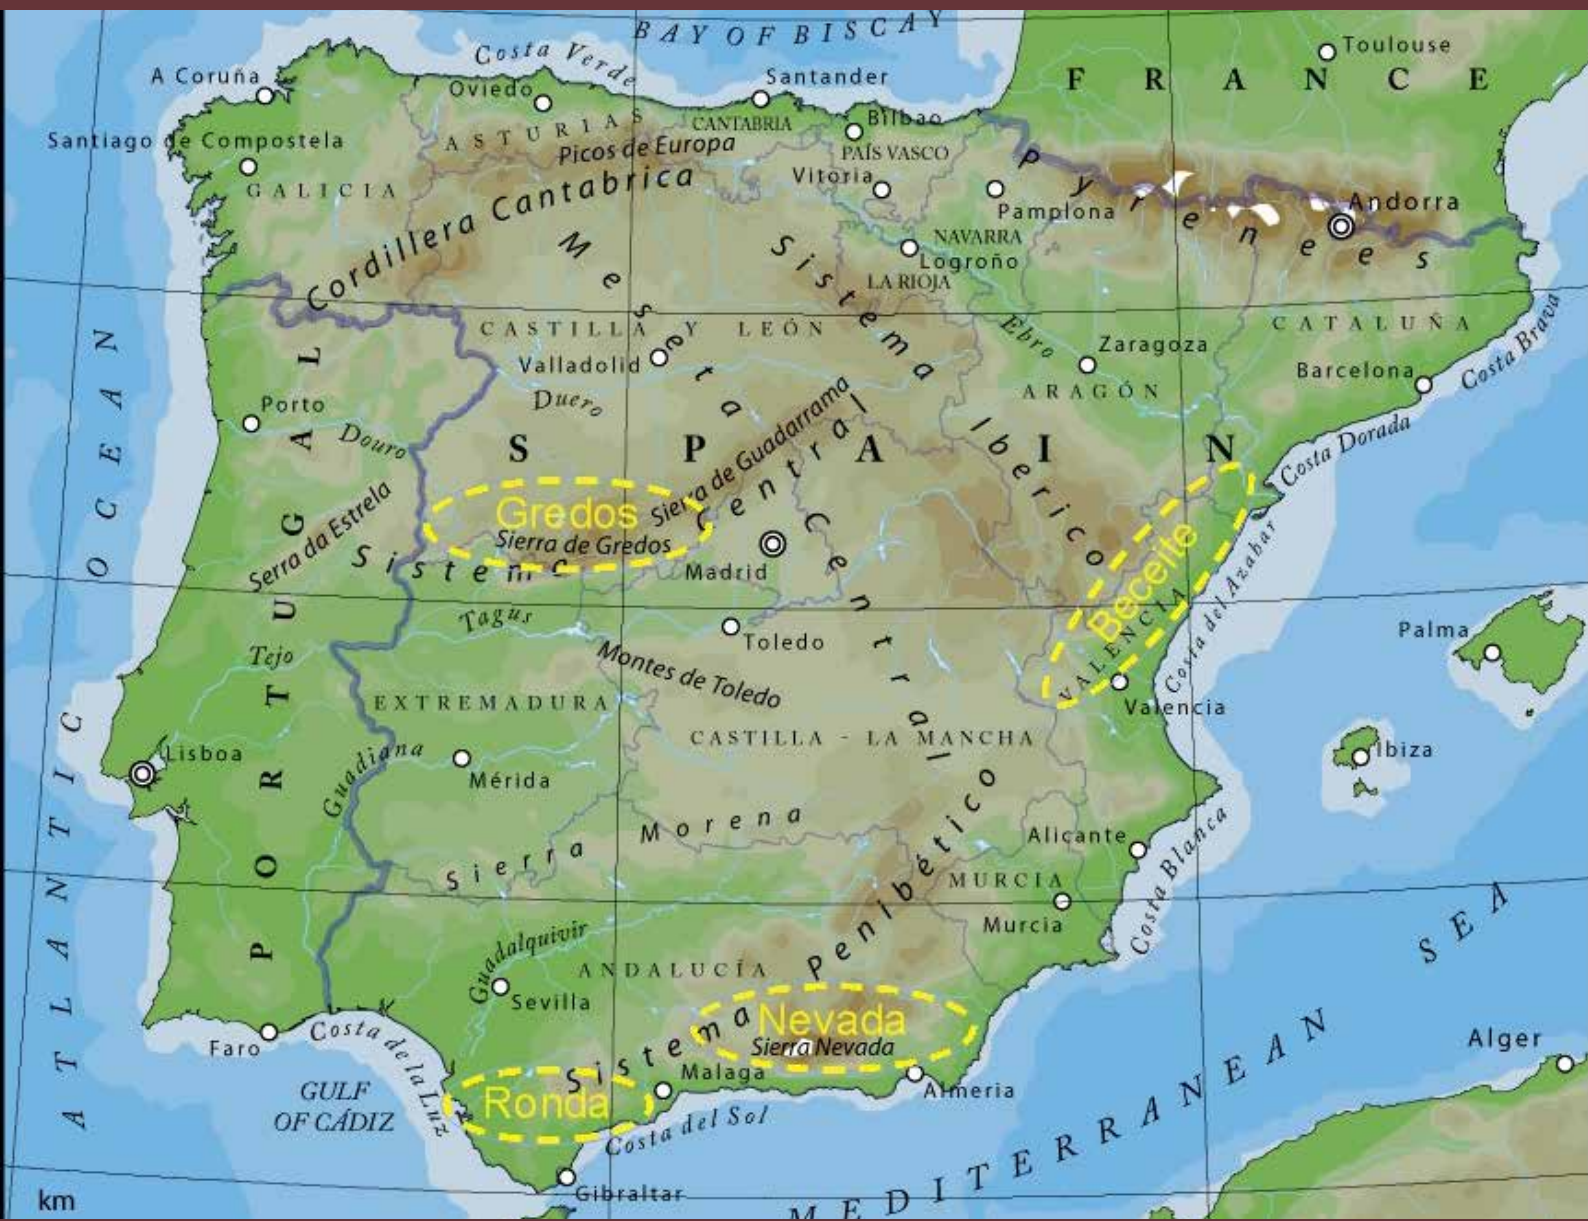 BAY OF BISCAY
Costa Verde
Toulouse
FRANCE
A Coruña
Oviedo
Santander
ASTURIAS
CANTABRIA
Bilbao
Santiago de Compostela
Picos de Europa
PAÍS VASCO
GALICIA
Cordillera Cantabrica
Vitoria
Pamplona
Pyrenees
Andorra
NAVARRA
Logroño
LA RIOJA
Meseta Central
Sistema Iberico
CASTILLA Y LEÓN
Ebro
Zaragoza
CATALUÑA
Costa Brava
Valladolid
Duero
ARAGÓN
Barcelona
Porto
Douro
Sierra de Guadarrama
Costa Dorada
SPAIN
PORTUGAL
Serra da Estrela
Gredos
Sierra de Gredos
Sistema Central
Madrid
Beceite
Costa del Azahar
Tagus
Toledo
VALENCIA
Palma
Tejo
Montes de Toledo
EXTREMADURA
Valencia
CASTILLA - LA MANCHA
Lisboa
Guadiana
Mérida
Ibiza
Sierra Morena
Alicante
Costa Blanca
MURCIA
Murcia
Sistema Penibético
Guadalquivir
ANDALUCÍA
Sevilla
Nevada
Sierra Nevada
Faro
Costa de la Luz
Malaga
Almeria
Alger
GULF
OF CÁDIZ
Ronda
Costa del Sol
Gibraltar
MEDITERRANEAN SEA
ATLANTIC OCEAN
km